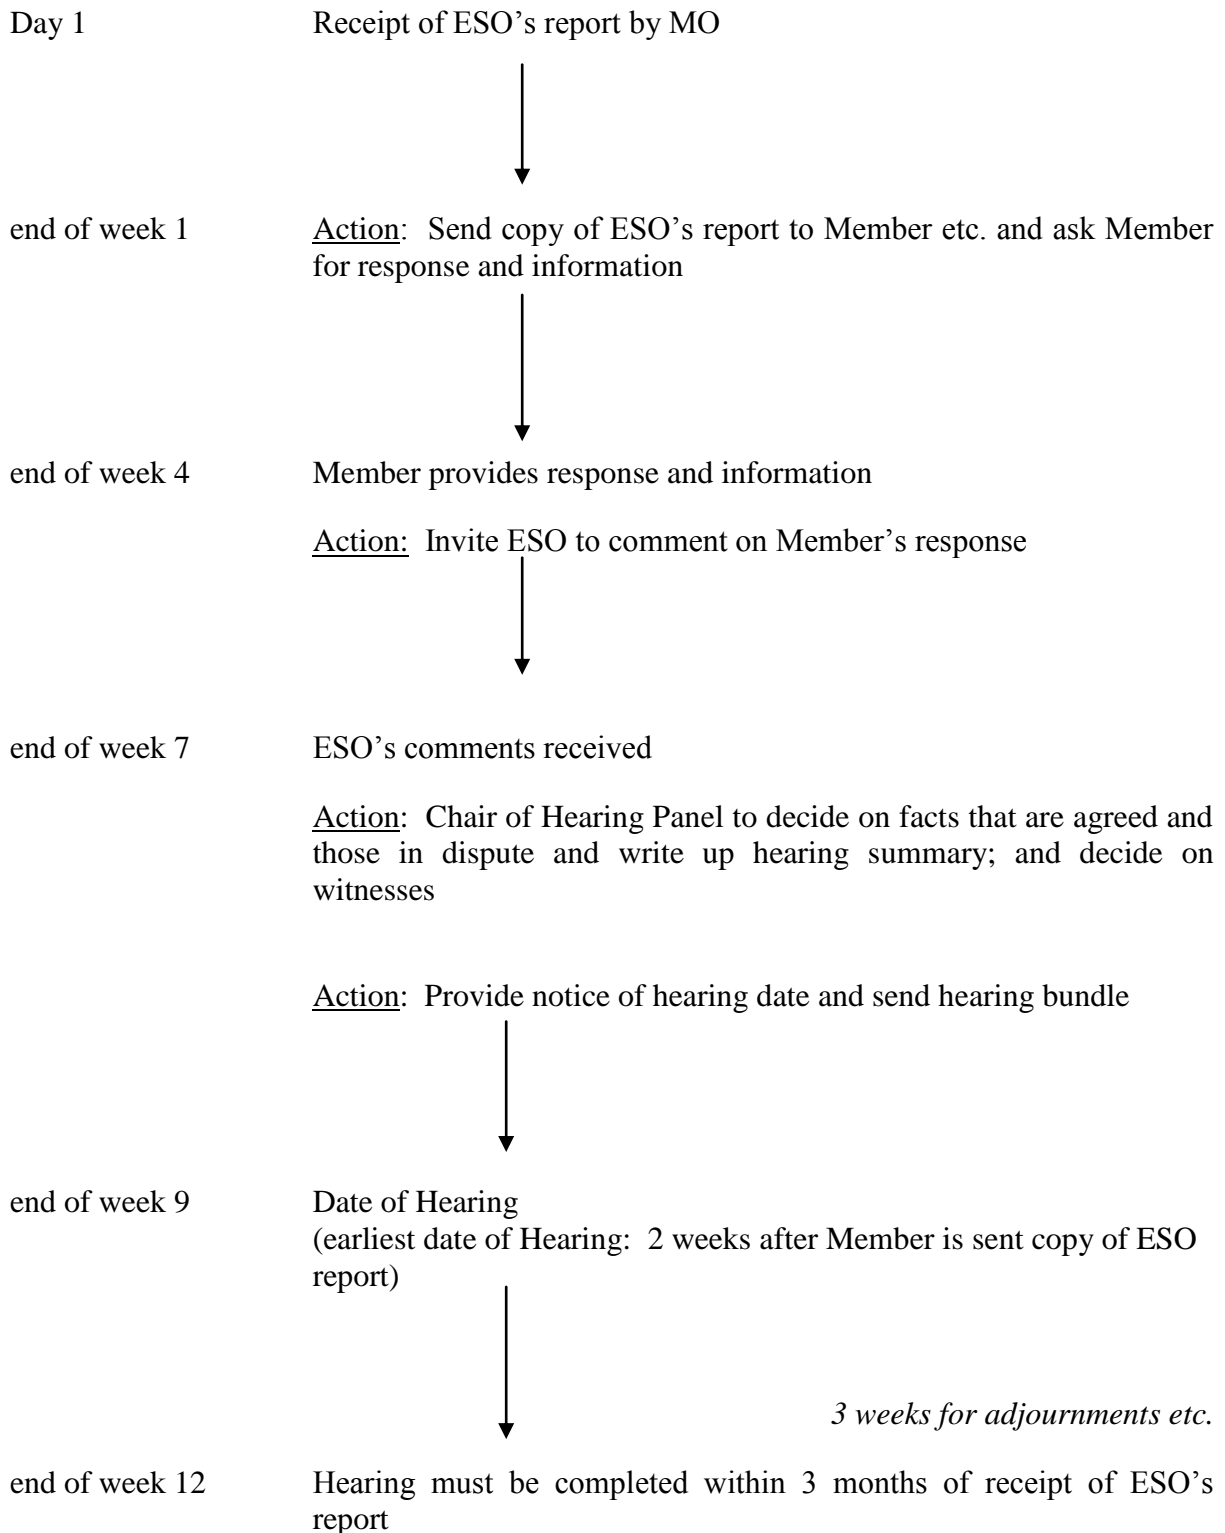 Day 1 Receipt of ESO’s report by MO
end of week 1 Action: Send copy of ESO’s report to Member etc. and ask Member
for response and information
end of week 4 Member provides response and information
Action: Invite ESO to comment on Member’s response
end of week 7 ESO’s comments received
Action: Chair of Hearing Panel to decide on facts that are agreed and
those in dispute and write up hearing summary; and decide on
witnesses
Action: Provide notice of hearing date and send hearing bundle
end of week 9 Date of Hearing
(earliest date of Hearing: 2 weeks after Member is sent copy of ESO
report)
3 weeks for adjournments etc.
end of week 12 Hearing must be completed within 3 months of receipt of ESO’s
report